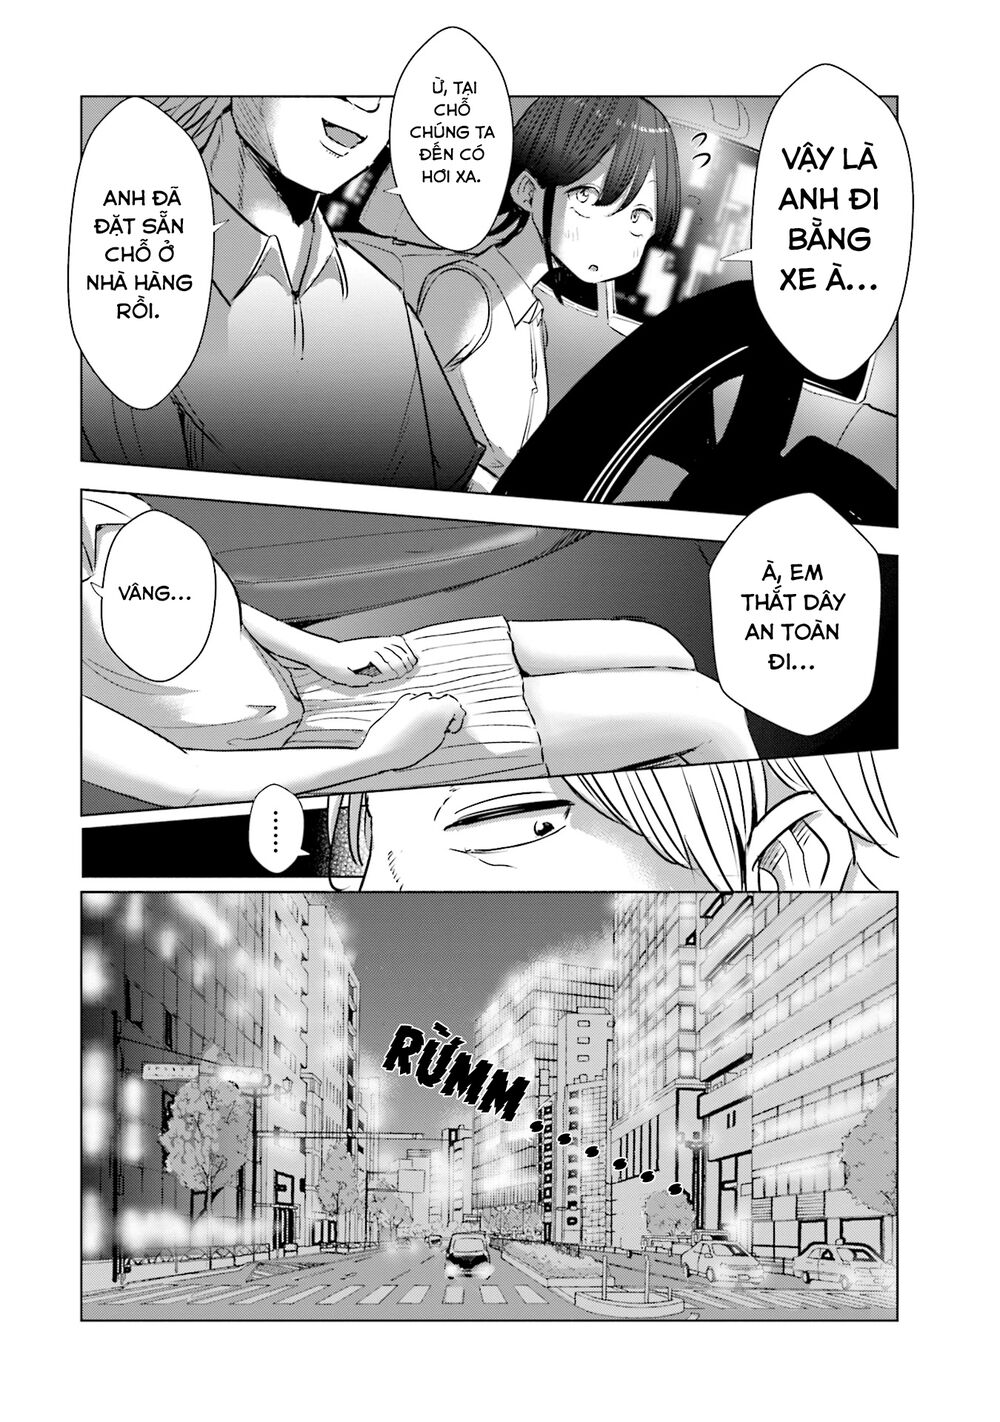 VẬY LÀ
ANH ĐI
BẰNG
XE À...
Ừ, TẠI
CHỖ
CHÚNG TA
ĐẾN CÓ
HƠI XA.
ANH ĐÃ
ĐẶT SẴN
CHỖ Ở
NHÀ HÀNG
RỒI.
À, EM
THẮT DÂY
AN TOÀN
ĐI...
VÂNG...
......
RỪMM
......